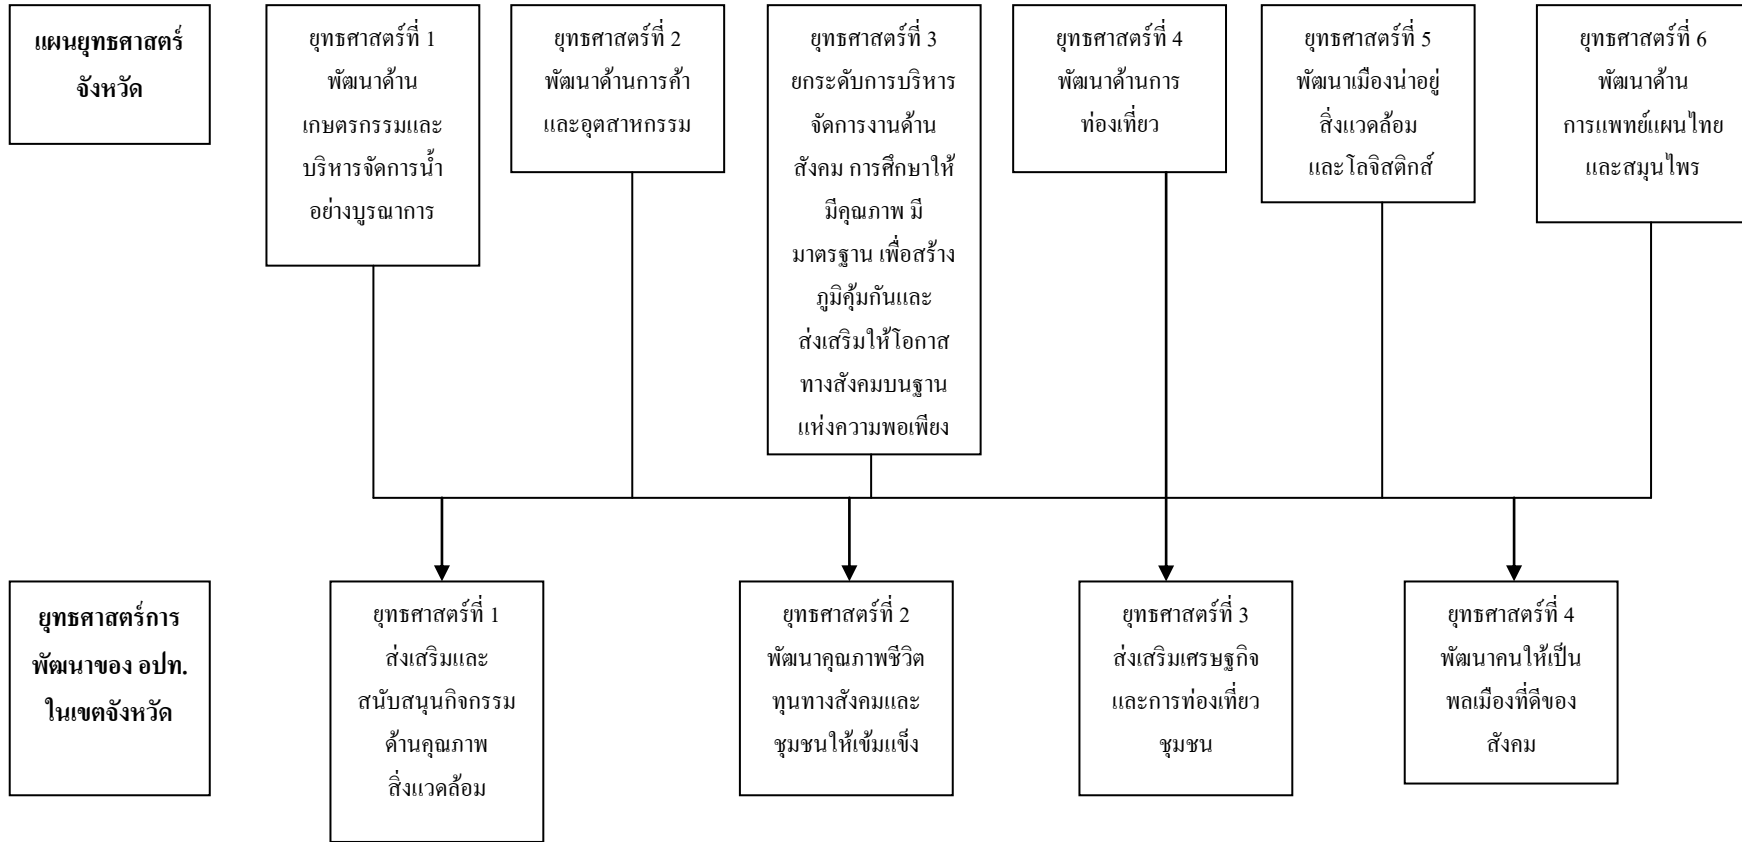 แผนยุทธศาสตร์
จังหวัด
ยุทธศาสตร์ที่ 1
พัฒนาด้าน
เกษตรกรรมและ
บริหารจัดการน้ำ
อย่างบูรณาการ
ยุทธศาสตร์ที่ 2
พัฒนาด้านการค้า
และอุตสาหกรรม
ยุทธศาสตร์ที่ 3
ยกระดับการบริหาร
จัดการงานด้าน
สังคม การศึกษาให้
มีคุณภาพ มี
มาตรฐาน เพื่อสร้าง
ภูมิคุ้มกันและ
ส่งเสริมให้โอกาส
ทางสังคมบนฐาน
แห่งความพอเพียง
ยุทธศาสตร์ที่ 4
พัฒนาด้านการ
ท่องเที่ยว
ยุทธศาสตร์ที่ 5
พัฒนาเมืองน่าอยู่
สิ่งแวดล้อม
และโลจิสติกส์
ยุทธศาสตร์ที่ 6
พัฒนาด้าน
การแพทย์แผนไทย
และสมุนไพร
ยุทธศาสตร์การ
พัฒนาของ อปท.
ในเขตจังหวัด
ยุทธศาสตร์ที่ 1
ส่งเสริมและ
สนับสนุนกิจกรรม
ด้านคุณภาพ
สิ่งแวดล้อม
ยุทธศาสตร์ที่ 2
พัฒนาคุณภาพชีวิต
ทุนทางสังคมและ
ชุมชนให้เข้มแข็ง
ยุทธศาสตร์ที่ 3
ส่งเสริมเศรษฐกิจ
และการท่องเที่ยว
ชุมชน
ยุทธศาสตร์ที่ 4
พัฒนาคนให้เป็น
พลเมืองที่ดีของ
สังคม